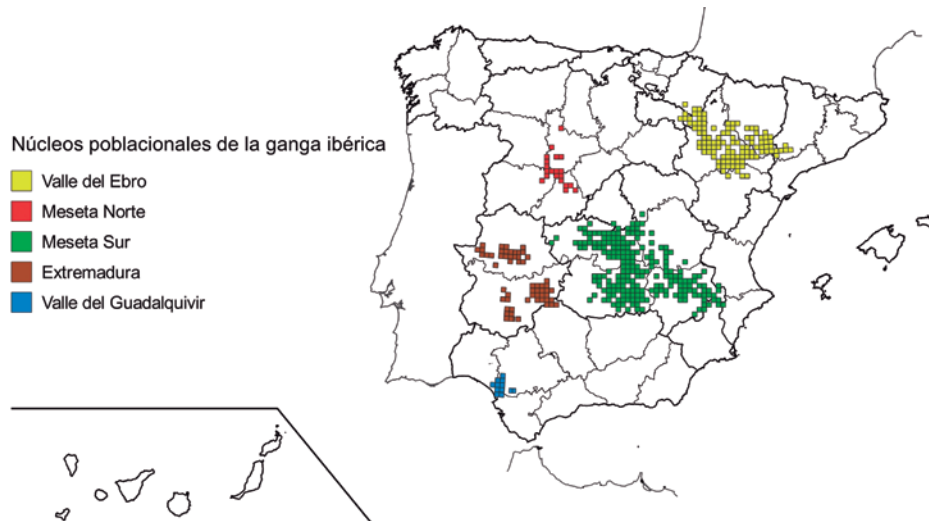 Núcleos poblacionales de la ganga ibérica
Valle del Ebro
Meseta Norte
Meseta Sur
Extremadura
Valle del Guadalquivir